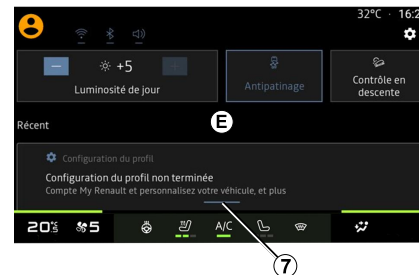 32°C · 16:2
+5
Luminosité de jour
Antipatinage
Contrôle en
descente
E
Récent
Configuration du profil
Configuration du profil non terminée
Compte My Renault et personnalisez votre véhicule, et plus
20 5 A/C
7